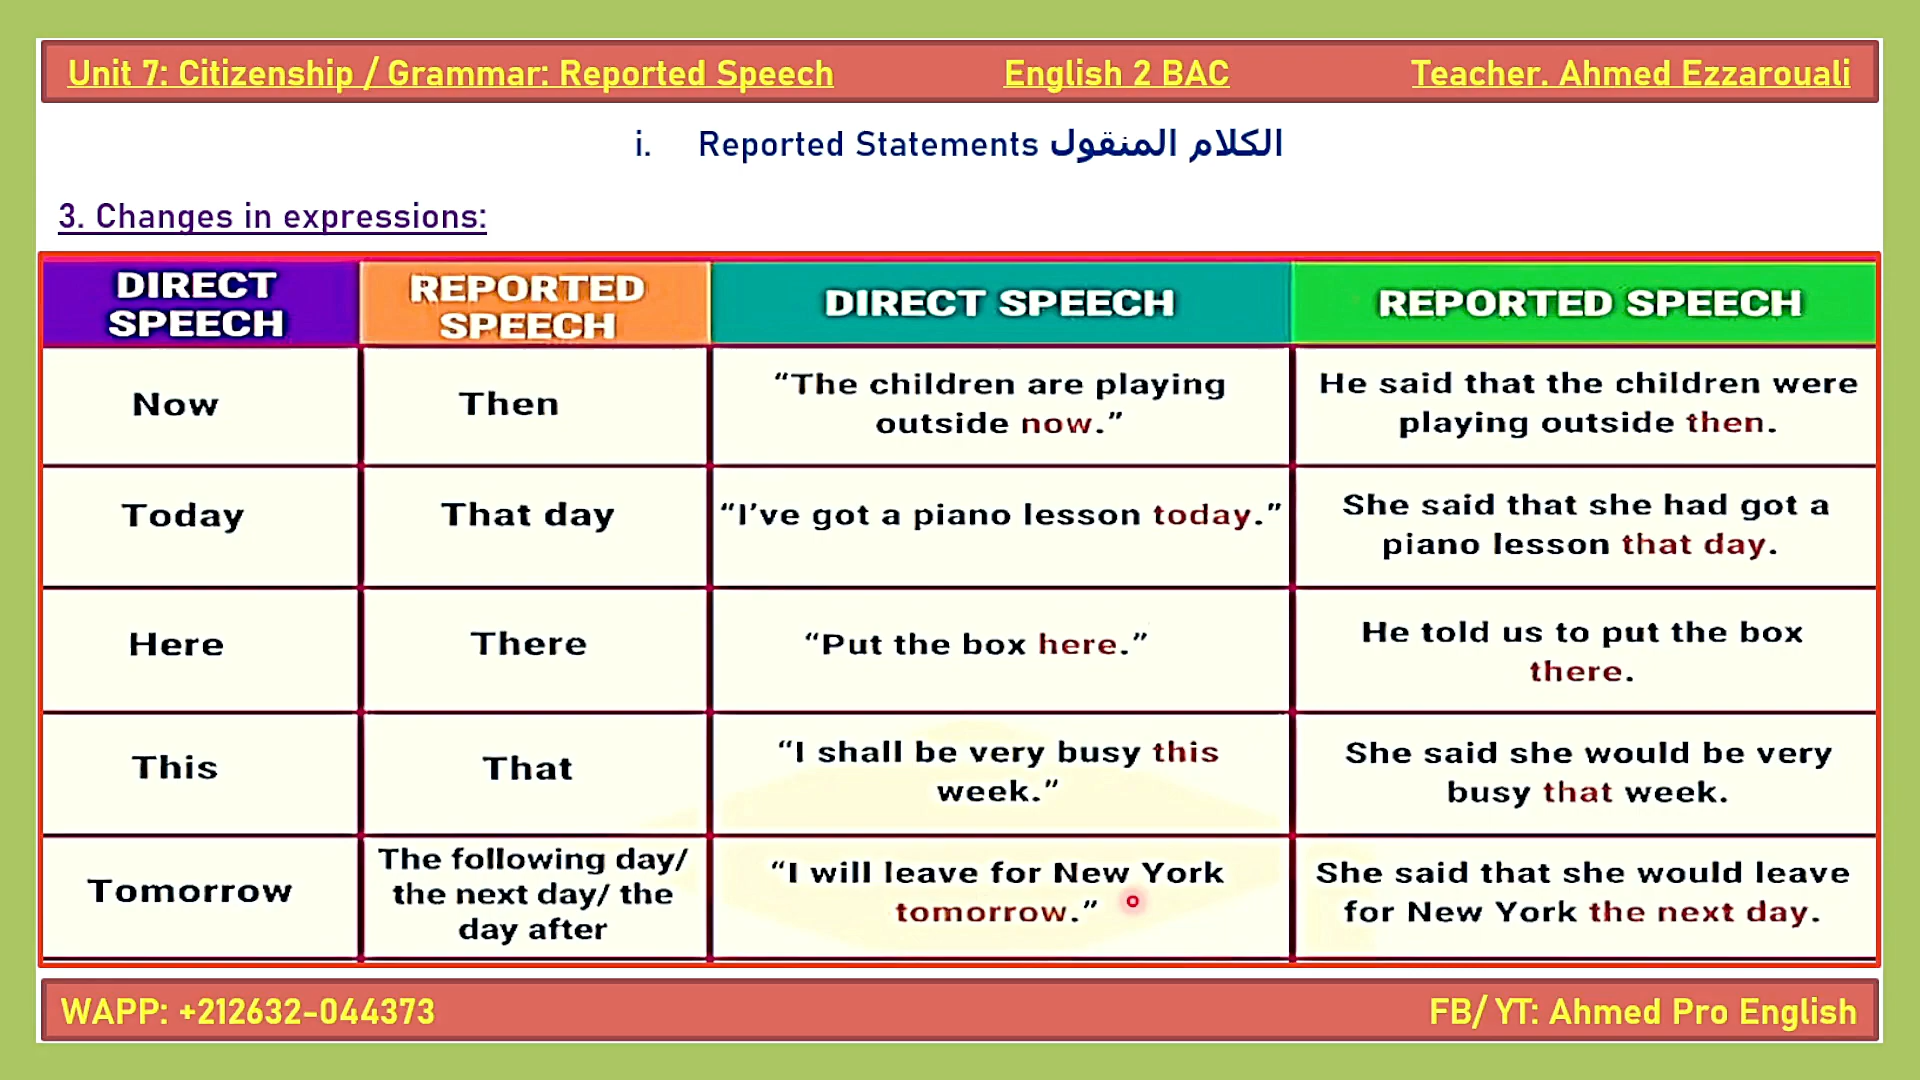 Unit 7: Citizenship / Grammar: Reported Speech
English 2 BAC
Teacher. Ahmed Ezzarouali
i. Reported Statements الكلام المنقول
3. Changes in expressions:
DIRECT
SPEECH
REPORTED
SPEECH
DIRECT SPEECH
REPORTED SPEECH
Now
Then
“The children are playing
outside now.”
He said that the children were
playing outside then.
Today
That day
“I’ve got a piano lesson today.”
She said that she had got a
piano lesson that day.
Here
There
“Put the box here.”
He told us to put the box
there.
This
That
“I shall be very busy this
week.”
She said she would be very
busy that week.
Tomorrow
The following day/
the next day/ the
day after
“I will leave for New York
tomorrow.”
She said that she would leave
for New York the next day.
WAPP: +212632-044373
FB/ YT: Ahmed Pro English